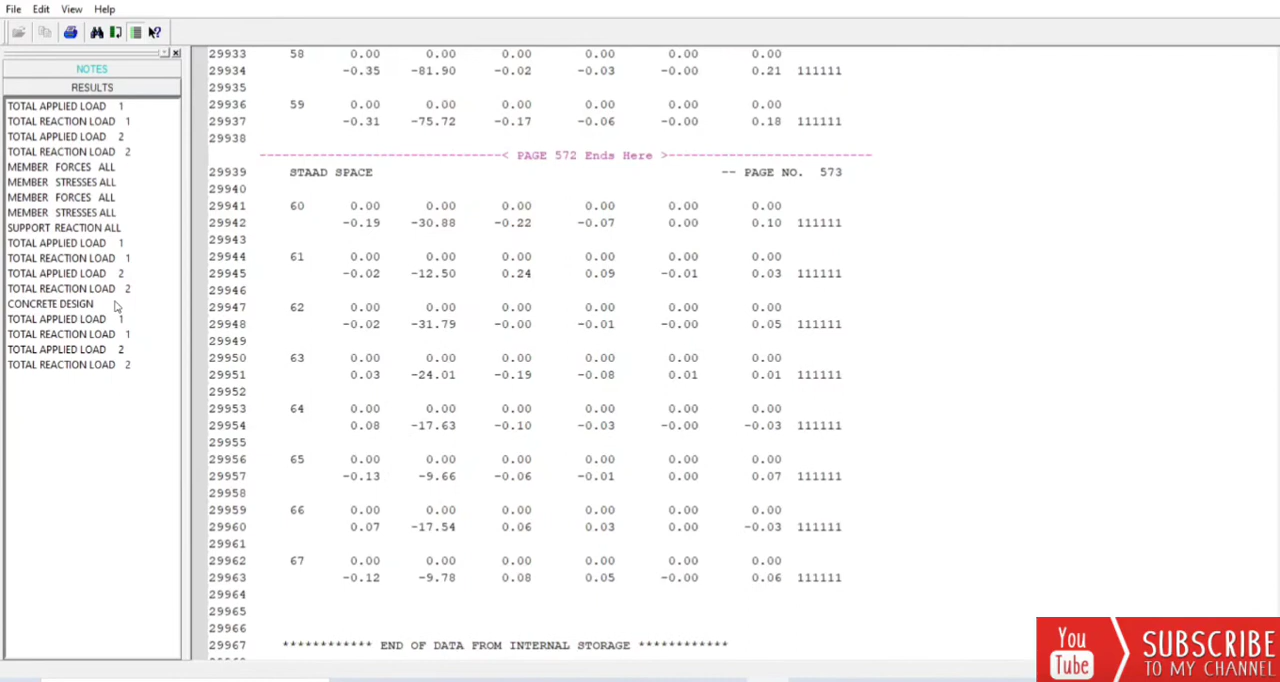 File Edit View Help
NOTES
RESULTS
TOTAL APPLIED LOAD 1
TOTAL REACTION LOAD 1
TOTAL APPLIED LOAD 2
TOTAL REACTION LOAD 2
MEMBER FORCES ALL
MEMBER STRESSES ALL
MEMBER FORCES ALL
MEMBER STRESSES ALL
SUPPORT REACTION ALL
TOTAL APPLIED LOAD 1
TOTAL REACTION LOAD 1
TOTAL APPLIED LOAD 2
TOTAL REACTION LOAD 2
CONCRETE DESIGN
TOTAL APPLIED LOAD 1
TOTAL REACTION LOAD 1
TOTAL APPLIED LOAD 2
TOTAL REACTION LOAD 2
29933 58 0.00 0.00 0.00 0.00 0.00 0.00
29934 -0.35 -81.90 -0.02 -0.03 -0.00 0.21 111111
29935
29936 59 0.00 0.00 0.00 0.00 0.00 0.00
29937 -0.31 -75.72 -0.17 -0.06 -0.00 0.18 111111
29938
-----------------------------< PAGE 572 Ends Here >---------------------------
29939 STAAD SPACE -- PAGE NO. 573
29940
29941 60 0.00 0.00 0.00 0.00 0.00 0.00
29942 -0.19 -30.88 -0.22 -0.07 0.00 0.10 111111
29943
29944 61 0.00 0.00 0.00 0.00 0.00 0.00
29945 -0.02 -12.50 0.24 0.09 -0.01 0.03 111111
29946
29947 62 0.00 0.00 0.00 0.00 0.00 0.00
29948 -0.02 -31.79 -0.00 -0.01 -0.00 0.05 111111
29949
29950 63 0.00 0.00 0.00 0.00 0.00 0.00
29951 0.03 -24.01 -0.19 -0.08 0.01 0.01 111111
29952
29953 64 0.00 0.00 0.00 0.00 0.00 0.00
29954 0.08 -17.63 -0.10 -0.03 -0.00 -0.03 111111
29955
29956 65 0.00 0.00 0.00 0.00 0.00 0.00
29957 -0.13 -9.66 -0.06 -0.01 0.00 0.07 111111
29958
29959 66 0.00 0.00 0.00 0.00 0.00 0.00
29960 0.07 -17.54 0.06 0.03 0.00 -0.03 111111
29961
29962 67 0.00 0.00 0.00 0.00 0.00 0.00
29963 -0.12 -9.78 0.08 0.05 -0.00 0.06 111111
29964
29965
29966
29967 ************ END OF DATA FROM INTERNAL STORAGE ************
You
Tube
SUBSCRIBE
TO MY CHANNEL